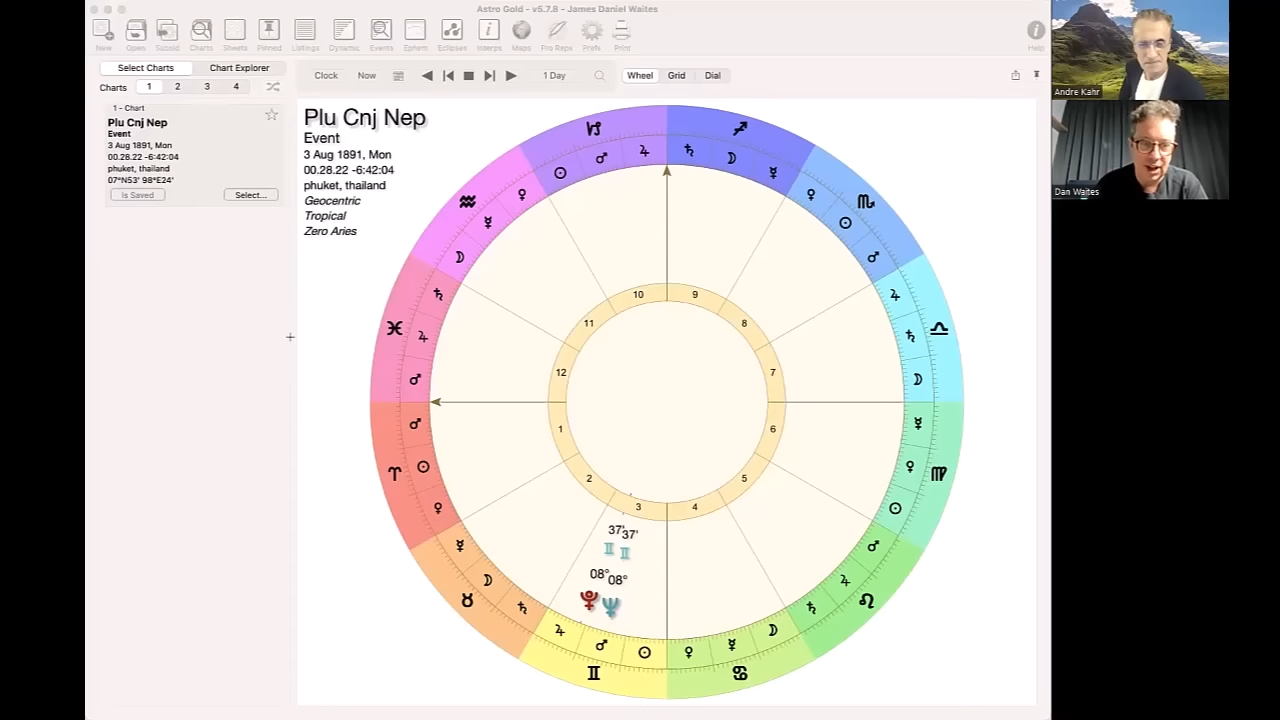 Astro Gold - v5.7.8 - James Daniel Waites
New Open Subsid Charts Sheets Pinned Listings Dynamic Events Ephem Eclipses Interps Maps Pro Reps Prefs Print Help
Select Charts Chart Explorer
Clock Now 1 Day Wheel Grid Dial
Charts 1 2 3 4
1 - Chart
Plu Cnj Nep
Event
3 Aug 1891, Mon
00.28.22 -6:42:04
phuket, thailand
07°N53' 98°E24'
Is Saved Select...
Plu Cnj Nep
Event
3 Aug 1891, Mon
00.28.22 -6:42:04
phuket, thailand
Geocentric
Tropical
Zero Aries
10 9
11 8
12 7
1 6
2 5
3 4
37' 37'
♊ ♊
08° 08°
Andre Kahr
Dan Waites